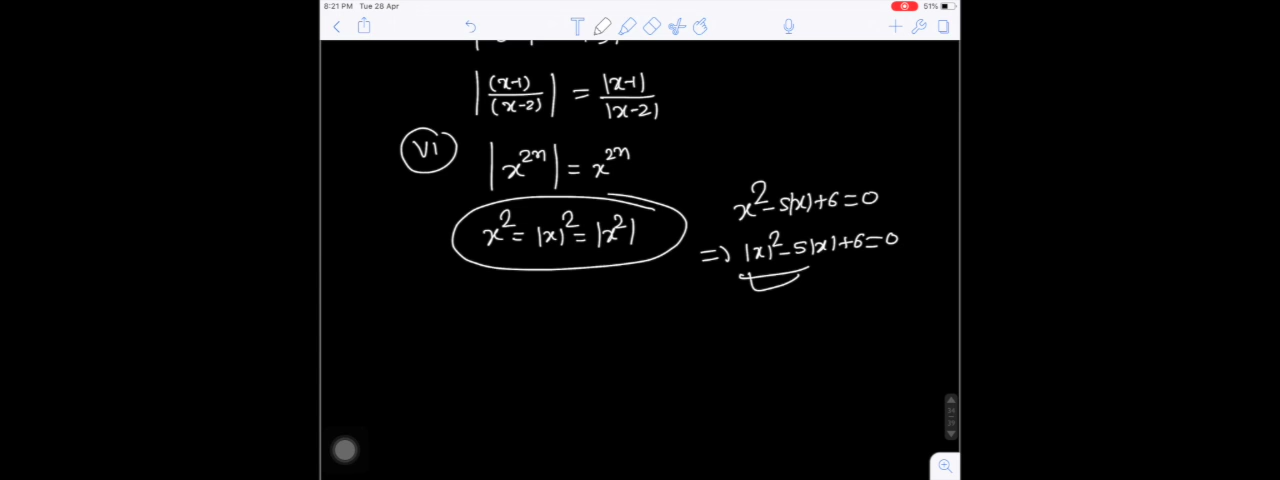 8:21 PM Tue 28 Apr 51%
|(x-1)/(x-2)| = |x-1|/|x-2|
VI |x^{2n}| = x^{2n}
x^2 = |x|^2 = |x^2|
x^2 - 5|x| + 6 = 0
=> |x|^2 - 5|x| + 6 = 0